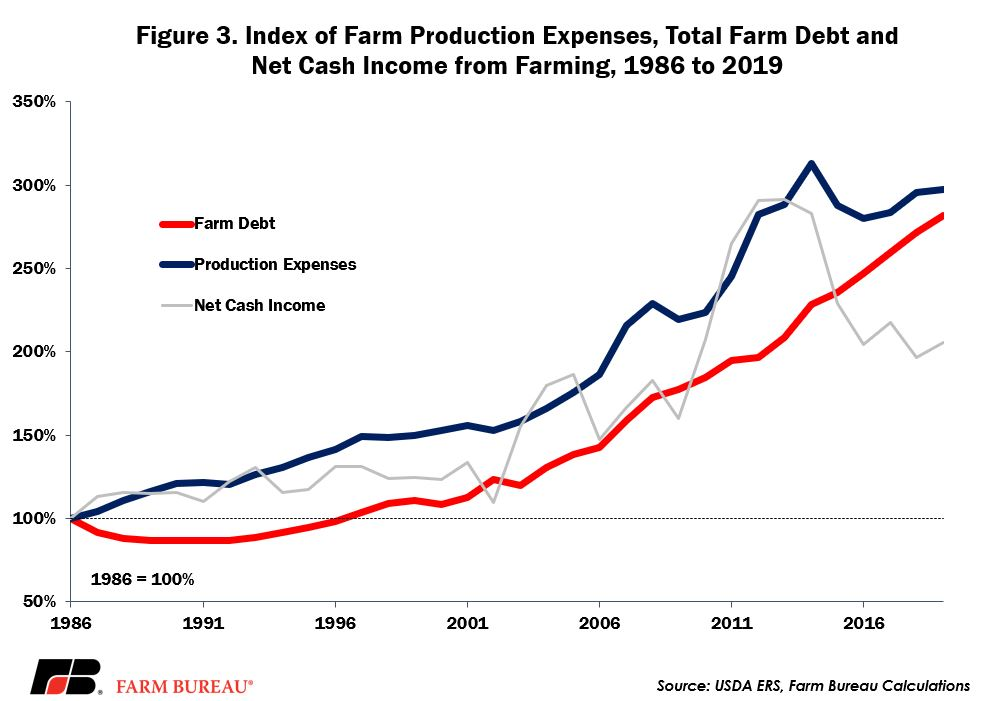 Figure 3. Index of Farm Production Expenses, Total Farm Debt and
Net Cash Income from Farming, 1986 to 2019
350%
300%
250%
200%
150%
100%
50%
Farm Debt
Production Expenses
Net Cash Income
1986 = 100%
1986 1991 1996 2001 2006 2011 2016
FB®
FARM BUREAU®
Source: USDA ERS, Farm Bureau Calculations